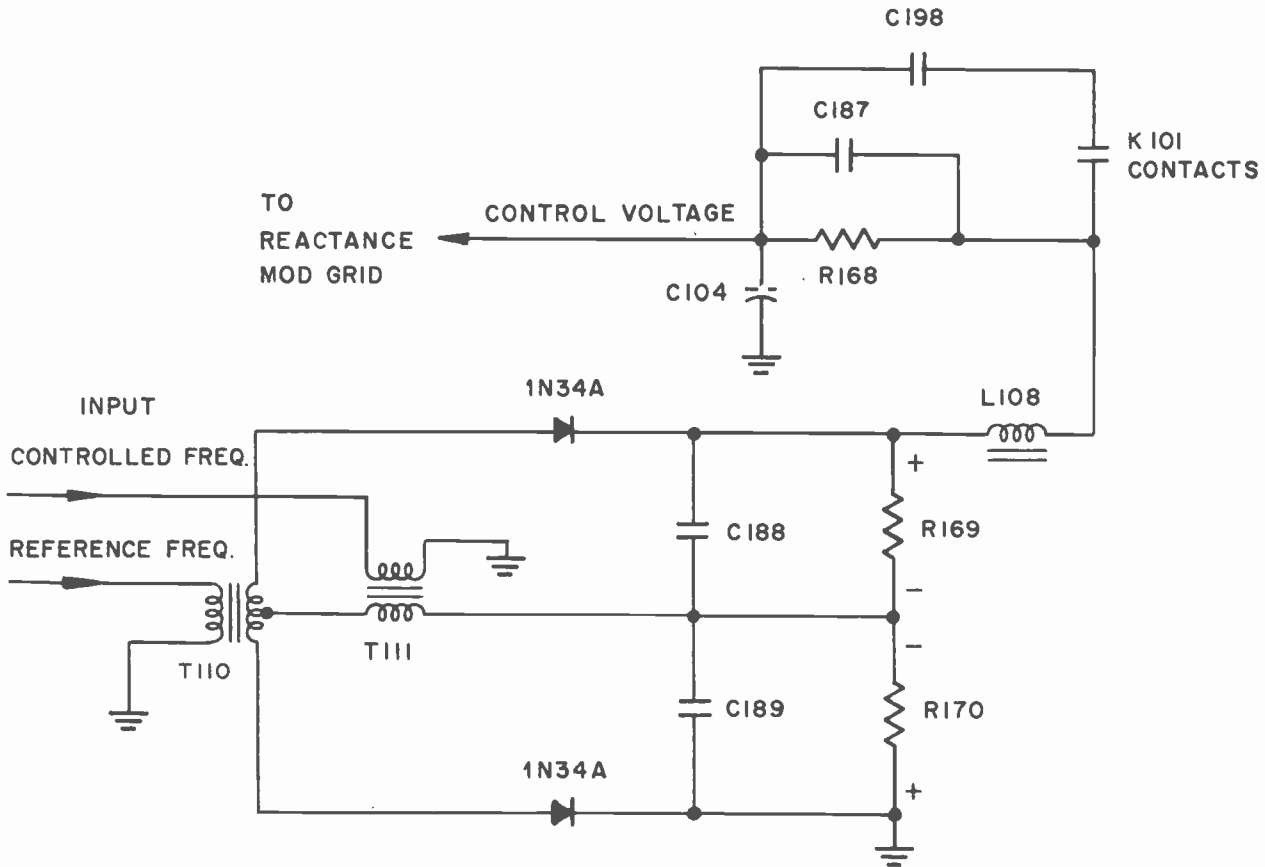 C198
C187
K101
CONTACTS
TO
REACTANCE
MOD GRID
CONTROL VOLTAGE
R168
C104
1N34A
L108
INPUT
CONTROLLED FREQ.
+
R169
C188
REFERENCE FREQ.
-
T110
T111
-
C189
R170
1N34A
+